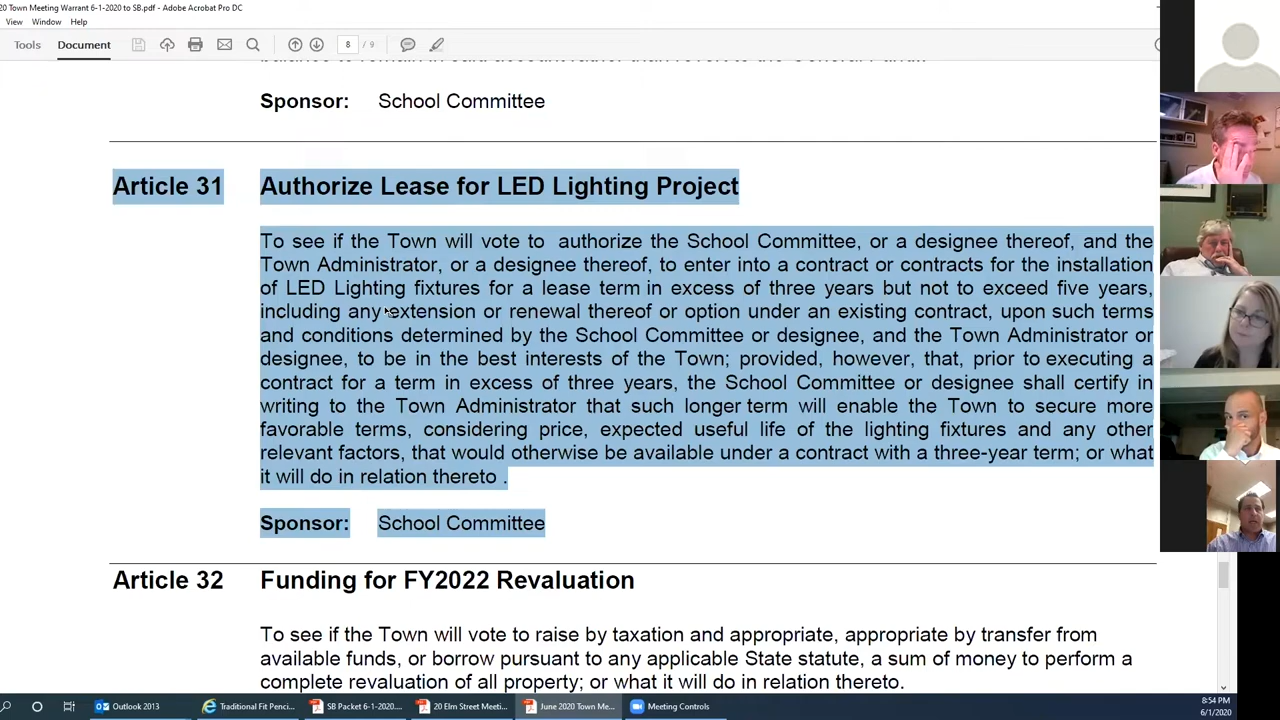 20 Town Meeting Warrant 6-1-2020 to SB.pdf - Adobe Acrobat Pro DC
View Window Help
Tools Document 8 / 9
balance to remain in said account rather than revert to the General Fund..
Sponsor: School Committee
Article 31 Authorize Lease for LED Lighting Project
To see if the Town will vote to authorize the School Committee, or a designee thereof, and the
Town Administrator, or a designee thereof, to enter into a contract or contracts for the installation
of LED Lighting fixtures for a lease term in excess of three years but not to exceed five years,
including any extension or renewal thereof or option under an existing contract, upon such terms
and conditions determined by the School Committee or designee, and the Town Administrator or
designee, to be in the best interests of the Town; provided, however, that, prior to executing a
contract for a term in excess of three years, the School Committee or designee shall certify in
writing to the Town Administrator that such longer term will enable the Town to secure more
favorable terms, considering price, expected useful life of the lighting fixtures and any other
relevant factors, that would otherwise be available under a contract with a three-year term; or what
it will do in relation thereto .
Sponsor: School Committee
Article 32 Funding for FY2022 Revaluation
To see if the Town will vote to raise by taxation and appropriate, appropriate by transfer from
available funds, or borrow pursuant to any applicable State statute, a sum of money to perform a
complete revaluation of all property; or what it will do in relation thereto.
Outlook 2013 Traditional Fit Penci... SB Packet 6-1-2020.... 20 Elm Street Meetin... June 2020 Town Me... Meeting Controls 8:54 PM
6/1/2020